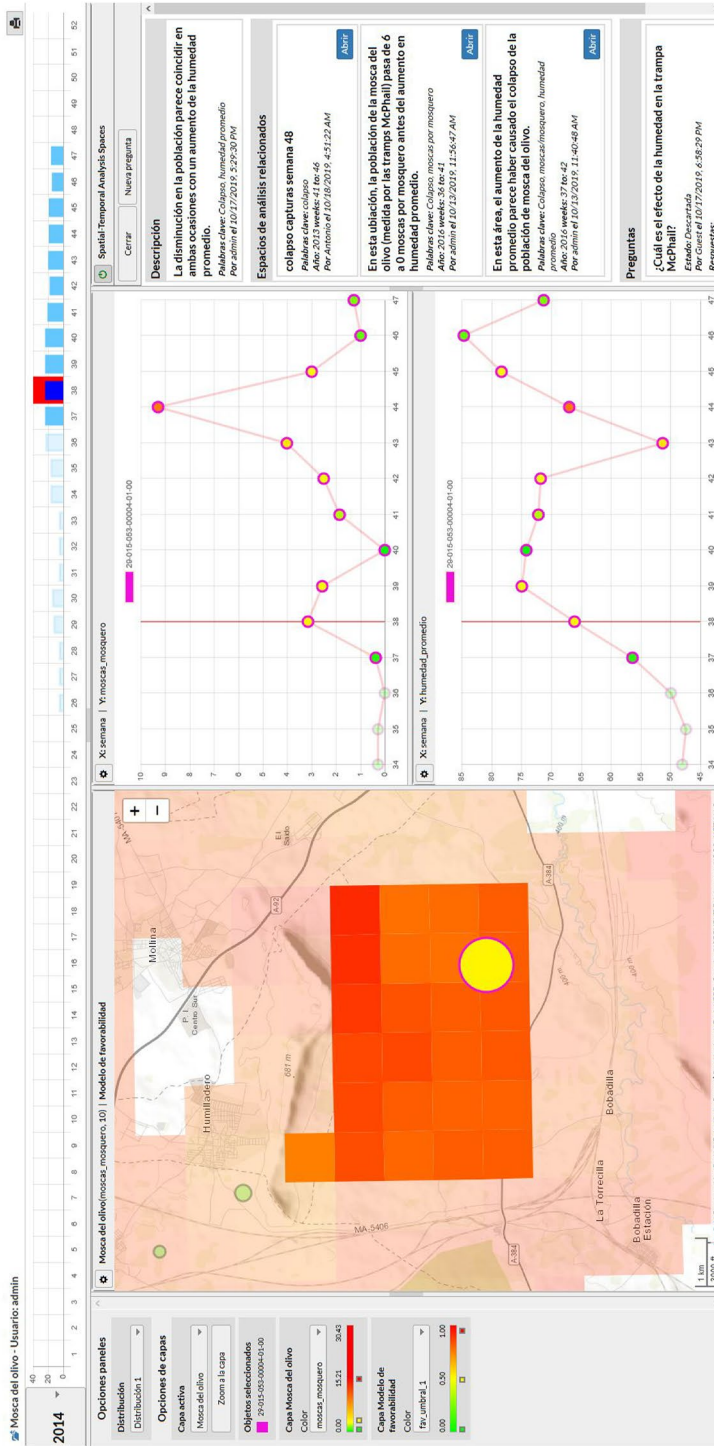 Mosca del olivo - Usuario: admin
2014
40
20
0
1 2 3 4 5 6 7 8 9 10 11 12 13 14 15 16 17 18 19 20 21 22 23 24 25 26 27 28 29 30 31 32 33 34 35 36 37 38 39 40 41 42 43 44 45 46 47 48 49 50 51 52
Opciones paneles
Distribución
Distribución 1
Opciones de capas
Capa activa
Mosca del olivo
Zoom a la capa
Objetos seleccionados
29-015-053-00004-01-00
Capa Mosca del olivo
Color
moscas_mosquero
0.00 15.21 30.43
Capa Modelo de
favorabilidad
Color
fav_umbral_1
0.00 0.50 1.00
Mosca del olivo(moscas_mosquero, 10) | Modelo de favorabilidad
+
−
Mollina
P. I.
Centro Sur
Humilladero
681 m
A-92
MA-5406
A-384
A-384
400 m
400 m
La Torrecilla
Bobadilla
Bobadilla
Estación
1 km
X: semana | Y: moscas_mosquero
29-015-053-00004-01-00
10
9
8
7
6
5
4
3
2
1
0
34 35 36 37 38 39 40 41 42 43 44 45 46 47
X: semana | Y: humedad_promedio
29-015-053-00004-01-00
85
80
75
70
65
60
55
50
45
34 35 36 37 38 39 40 41 42 43 44 45 46 47
Spatial-Temporal Analysis Spaces
Cerrar
Nueva pregunta
Descripción
La disminución en la población parece coincidir en
ambas ocasiones con un aumento de la humedad
promedio.
Palabras clave: Colapso, humedad promedio
Por admin el 10/17/2019, 5:29:30 PM
Espacios de análisis relacionados
colapso capturas semana 48
Palabras clave: colapso
Año: 2013 weeks: 41 to: 46
Por Antonio el 10/18/2019, 4:51:22 AM
Abrir
En esta ubiación, la población de la mosca del
olivo (medida por las tramps McPhail) pasa de 6
a 0 moscas por mosquero antes del aumento en
humedad promedio.
Palabras clave: Colapso, moscas por mosquero
Año: 2016 weeks: 36 to: 41
Por admin el 10/13/2019, 11:56:47 AM
Abrir
En esta área, el aumento de la humedad
promedio parece haber causado el colapso de la
población de mosca del olivo.
Palabras clave: Colapso, moscas/mosquero, humedad
promedio
Año: 2016 weeks: 37 to: 42
Por admin el 10/13/2019, 11:40:48 AM
Abrir
Preguntas
¿Cuál es el efecto de la humedad en la trampa
McPhail?
Estado: Descartada
Por Guest el 10/17/2019, 6:58:29 PM
Respuestas: